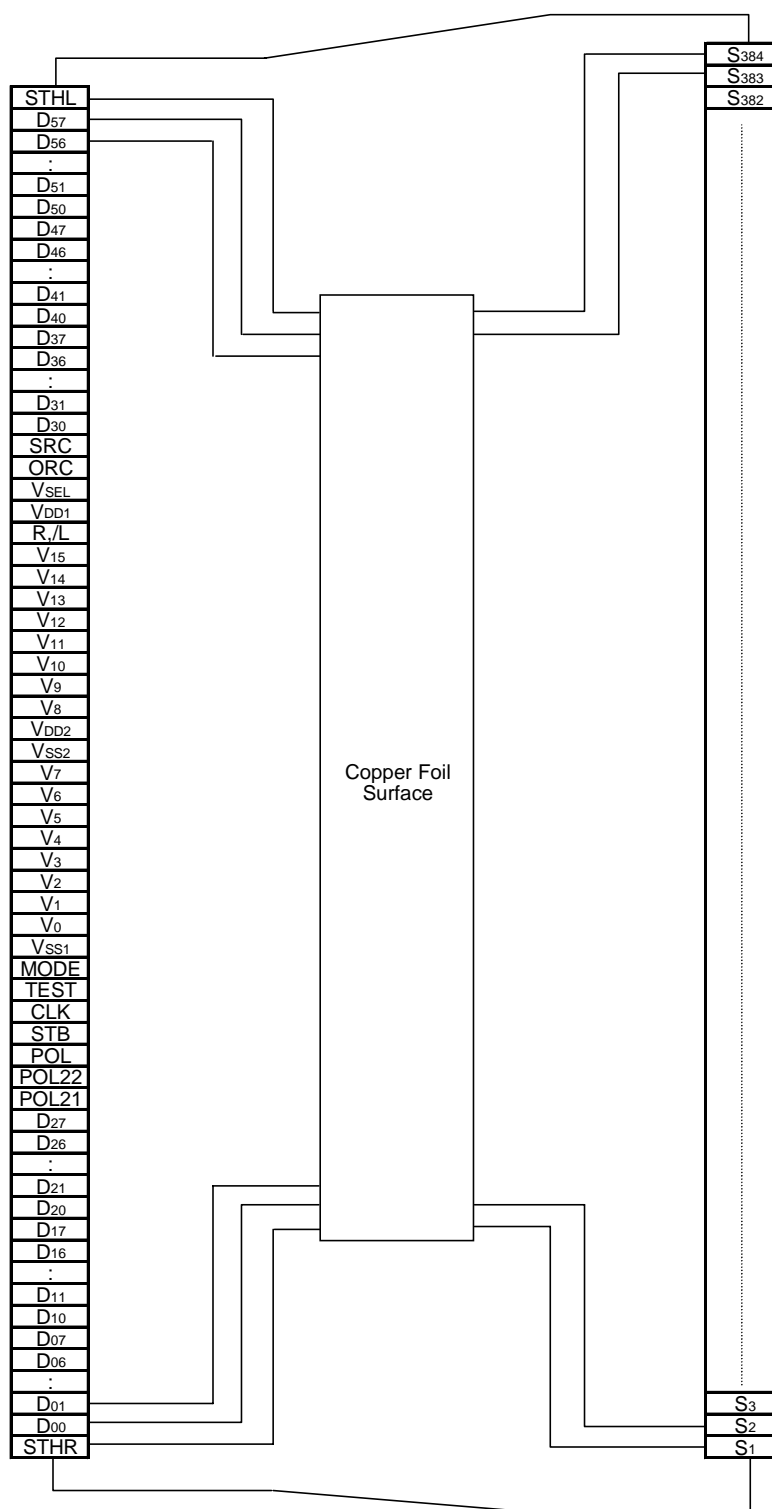 STHL
D57
D56
:
D51
D50
D47
D46
:
D41
D40
D37
D36
:
D31
D30
SRC
ORC
VSEL
VDD1
R,/L
V15
V14
V13
V12
V11
V10
V9
V8
VDD2
VSS2
V7
V6
V5
V4
V3
V2
V1
V0
VSS1
MODE
TEST
CLK
STB
POL
POL22
POL21
D27
D26
:
D21
D20
D17
D16
:
D11
D10
D07
D06
:
D01
D00
STHR
Copper Foil
Surface
S384
S383
S382
S3
S2
S1